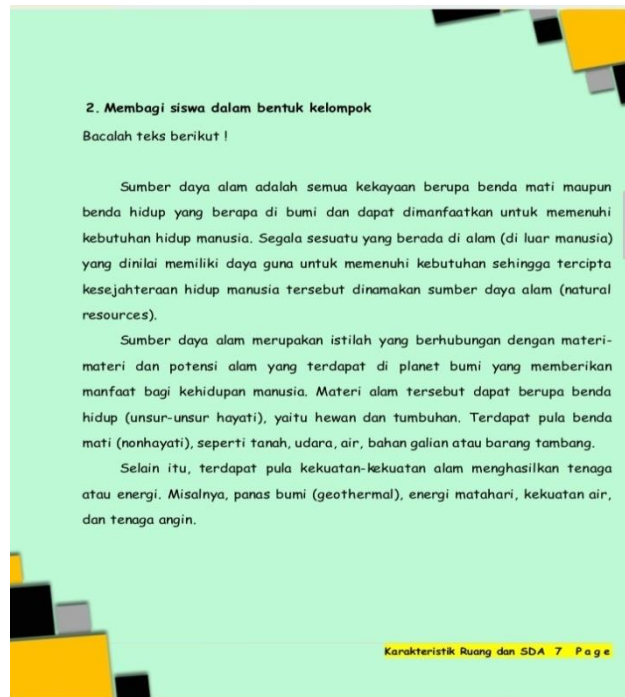 2. Membagi siswa dalam bentuk kelompok
Bacalah teks berikut !
Sumber daya alam adalah semua kekayaan berupa benda mati maupun
benda hidup yang berapa di bumi dan dapat dimanfaatkan untuk memenuhi
kebutuhan hidup manusia. Segala sesuatu yang berada di alam (di luar manusia)
yang dinilai memiliki daya guna untuk memenuhi kebutuhan sehingga tercipta
kesejahteraan hidup manusia tersebut dinamakan sumber daya alam (natural
resources).
Sumber daya alam merupakan istilah yang berhubungan dengan materi-
materi dan potensi alam yang terdapat di planet bumi yang memberikan
manfaat bagi kehidupan manusia. Materi alam tersebut dapat berupa benda
hidup (unsur-unsur hayati), yaitu hewan dan tumbuhan. Terdapat pula benda
mati (nonhayati), seperti tanah, udara, air, bahan galian atau barang tambang.
Selain itu, terdapat pula kekuatan-kekuatan alam menghasilkan tenaga
atau energi. Misalnya, panas bumi (geothermal), energi matahari, kekuatan air,
dan tenaga angin.
Karakteristik Ruang dan SDA 7 Page